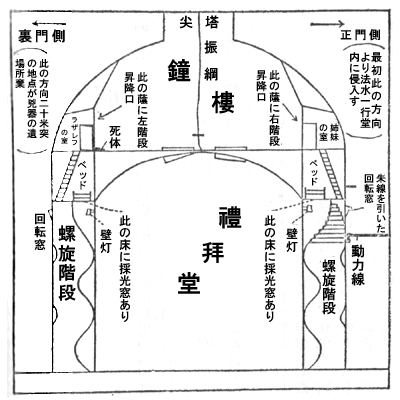 正門側
裏門側
尖塔
振綱
鐘樓
最初此の方向
より法水一行堂
内に侵入す
此の蔭に右階段
昇降口
此の蔭に左階段
昇降口
此の方向二十米突
の地点が兇器の遺
場所業
姉妹
の室
死体
ラザレフ
の室
ベッド
ベッド
朱線を引いた
回転窓
動力線
螺旋階段
壁灯
此の床に採光窓あり
禮拝堂
此の床に採光窓あり
壁灯
螺旋階段
回転窓